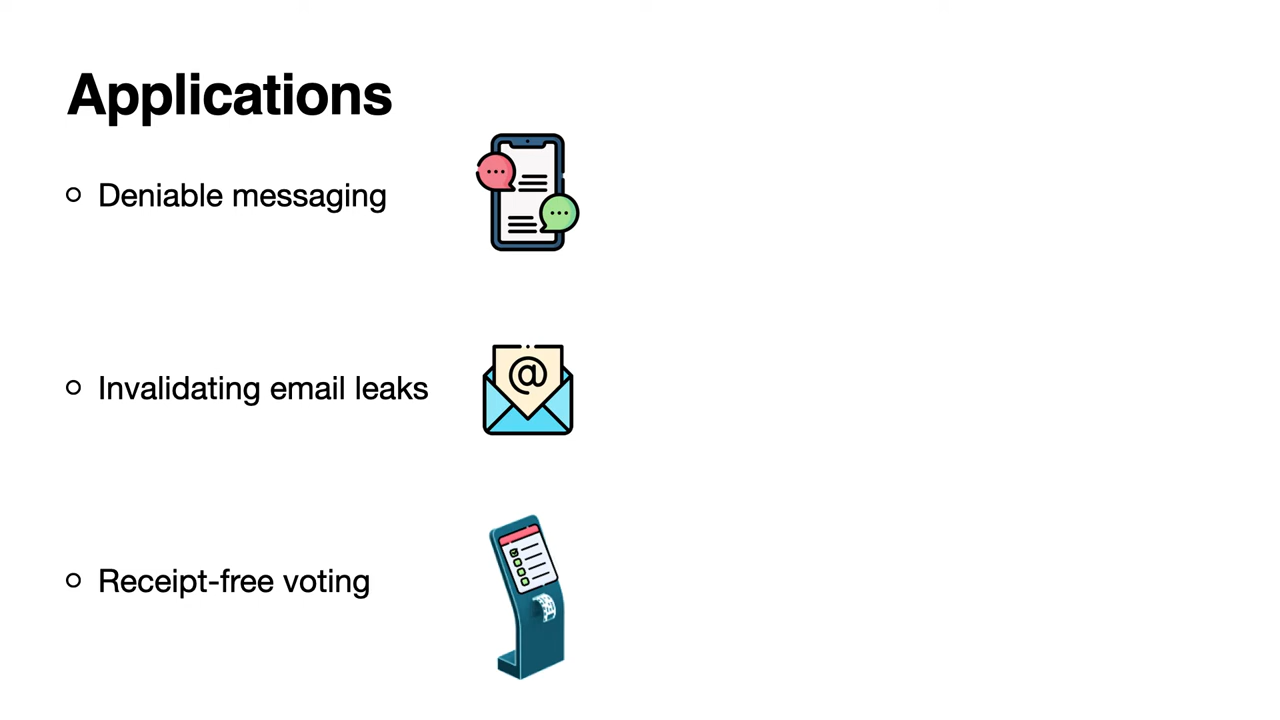 Applications
Deniable messaging
Invalidating email leaks
@
Receipt-free voting